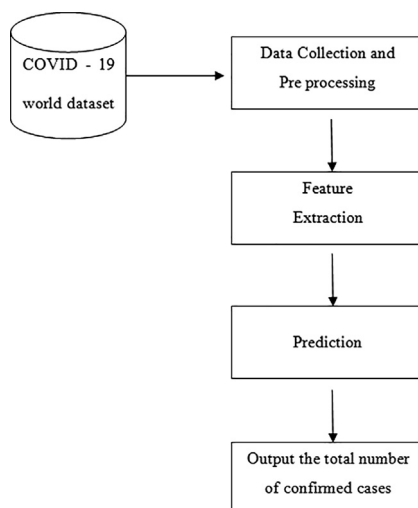 COVID - 19
world dataset
Data Collection and
Pre processing
Feature
Extraction
Prediction
Output the total number
of confirmed cases